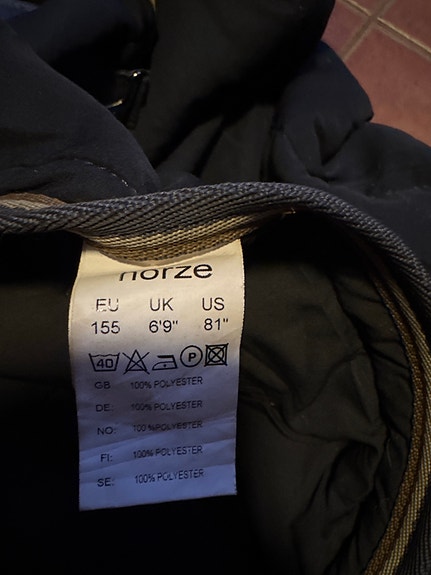 horze
EU UK US
155 6'9" 81"
40 P
GB: 100% POLYESTER
DE: 100% POLYESTER
NO: 100 % POLYESTER
FI: 100% POLYESTER
SE: 100% POLYESTER